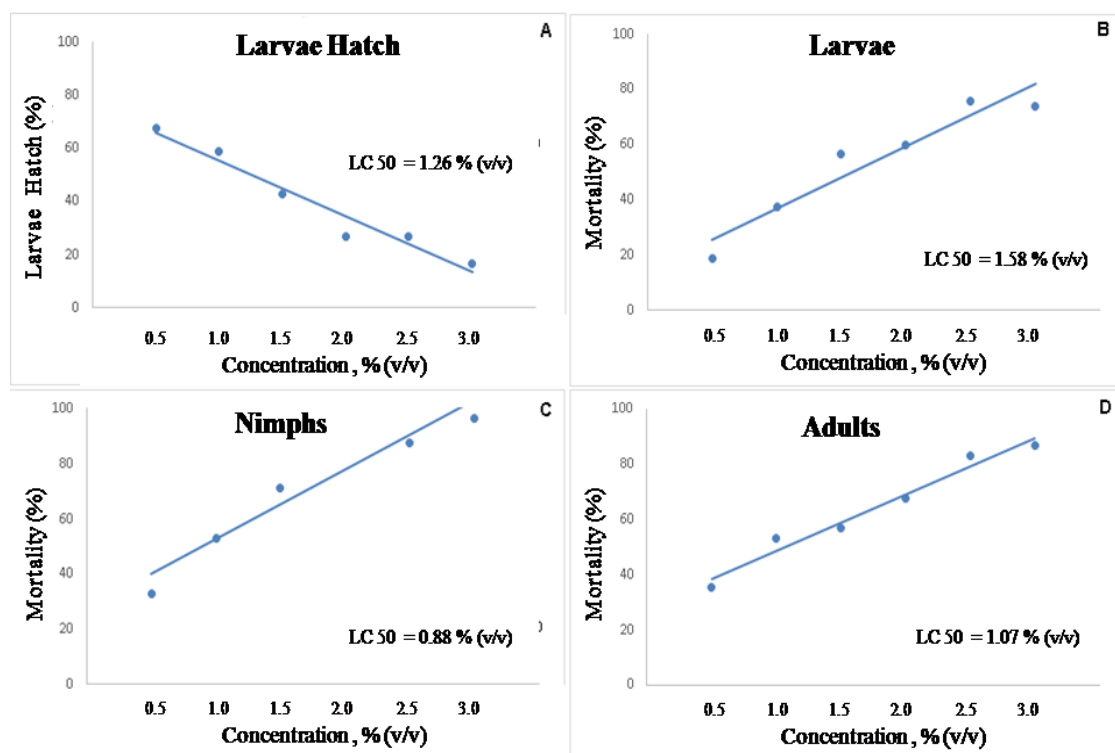 A
Larvae Hatch
100
80
60
40
20
0
Larvae Hatch (%)
LC 50 = 1.26 % (v/v)
0.5 1.0 1.5 2.0 2.5 3.0
Concentration , % (v/v)
B
Larvae
100
80
60
40
20
0
Mortality (%)
LC 50 = 1.58 % (v/v)
0.5 1.0 1.5 2.0 2.5 3.0
Concentration , % (v/v)
C
Nimphs
100
80
60
40
20
0
Mortality (%)
LC 50 = 0.88 % (v/v)
0.5 1.0 1.5 2.0 2.5 3.0
Concentration , % (v/v)
D
Adults
100
80
60
40
20
0
Mortality (%)
LC 50 = 1.07 % (v/v)
0.5 1.0 1.5 2.0 2.5 3.0
Concentration , % (v/v)